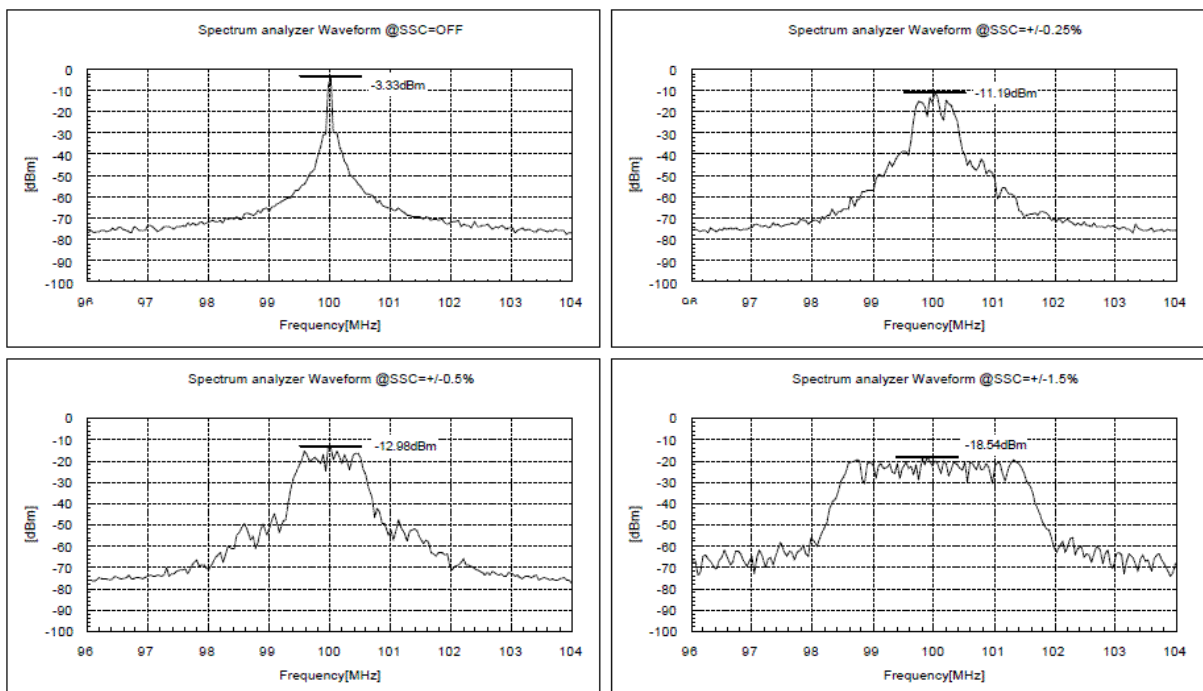 Spectrum analyzer Waveform @SSC=OFF
0
-10
-20
-30
-40
-50
-60
-70
-80
-90
-100
[dBm]
-3.33dBm
96 97 98 99 100 101 102 103 104
Frequency[MHz]
Spectrum analyzer Waveform @SSC=+/-0.25%
0
-10
-20
-30
-40
-50
-60
-70
-80
-90
-100
[dBm]
-11.19dBm
96 97 98 99 100 101 102 103 104
Frequency[MHz]
Spectrum analyzer Waveform @SSC=+/-0.5%
0
-10
-20
-30
-40
-50
-60
-70
-80
-90
-100
[dBm]
-12.98dBm
96 97 98 99 100 101 102 103 104
Frequency[MHz]
Spectrum analyzer Waveform @SSC=+/-1.5%
0
-10
-20
-30
-40
-50
-60
-70
-80
-90
-100
[dBm]
-18.54dBm
96 97 98 99 100 101 102 103 104
Frequency[MHz]